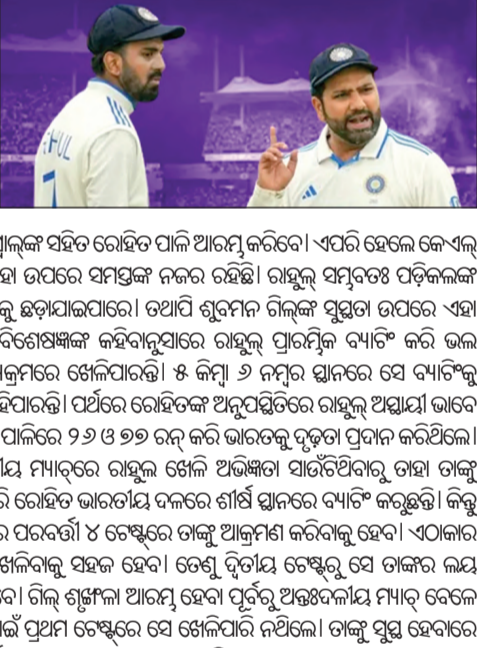 HUL
ସହିତ ରୋହିତ ପାଳି ଆରମ୍ଭ କରିବେ। ଏପରି ହେଲେ କେଏଲ୍
ଉପରେ ସମସ୍ତଙ୍କ ନଜର ରହିଛି। ରାହୁଲ୍ ସମ୍ଭବତଃ ପଡ଼ିକଲଙ୍କ
କୁ ଛଡ଼ାଯାଇପାରେ। ତଥାପି ଶୁବମନ ଗିଲ୍‌ଙ୍କ ସୁସ୍ଥତା ଉପରେ ଏହା
ବିଶେଷଜ୍ଞଙ୍କ କହିବାନୁସାରେ ରାହୁଲ୍ ପ୍ରାରମ୍ଭିକ ବ୍ୟାଟିଂ କରି ଭଲ
କ୍ରମରେ ଖେଳିପାରନ୍ତି। ୫ କିମ୍ବା ୬ ନମ୍ବର ସ୍ଥାନରେ ସେ ବ୍ୟାଟିଂକୁ
ହିପାରନ୍ତି। ପର୍ଥରେ ରୋହିତଙ୍କ ଅନୁପସ୍ଥିତିରେ ରାହୁଲ୍ ଅସ୍ଥାୟୀ ଭାବେ
ପାଳିରେ ୨୬ ଓ ୭୭ ରନ୍ କରି ଭାରତକୁ ଦୃଢ଼ତା ପ୍ରଦାନ କରିଥିଲେ।
ୀୟ ମ୍ୟାଚ୍‌ରେ ରାହୁଲ ଖେଳି ଅଭିଜ୍ଞତା ସାଉଁଟିଥିବାରୁ ତାହା ତାଙ୍କୁ
ରି ରୋହିତ ଭାରତୀୟ ଦଳରେ ଶୀର୍ଷ ସ୍ଥାନରେ ବ୍ୟାଟିଂ କରୁଛନ୍ତି। କିନ୍ତୁ
ର ପରବର୍ତ୍ତୀ ୪ ଟେଷ୍ଟରେ ତାଙ୍କୁ ଆକ୍ରମଣ କରିବାକୁ ହେବ। ଏଠାକାର
ଖେଳିବାକୁ ସହଜ ହେବ। ତେଣୁ ଦ୍ୱିତୀୟ ଟେଷ୍ଟରୁ ସେ ତାଙ୍କର ଲୟ
ବେ। ଗିଲ୍ ଶୃଙ୍ଖଳା ଆରମ୍ଭ ହେବା ପୂର୍ବରୁ ଅନ୍ତଃଦଳୀୟ ମ୍ୟାଚ୍ ବେଳେ
ାଇଁ ପ୍ରଥମ ଟେଷ୍ଟରେ ସେ ଖେଳିପାରି ନଥିଲେ। ତାଙ୍କୁ ସୁସ୍ଥ ହେବାରେ